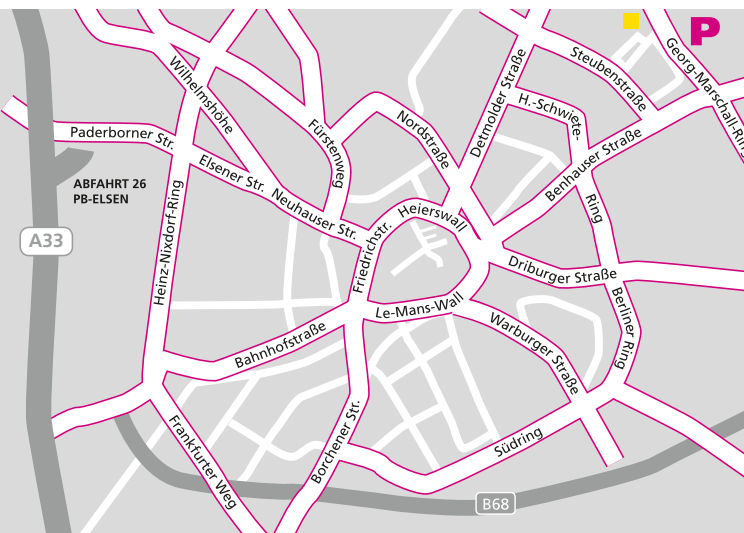 P
Georg-Marschall-Rin
Steubenstraße
Detmolder Straße
H.-Schwiete-
Ring
Wilhelmshöhe
Nordstraße
Fürstenweg
Benhauser Straße
Paderborner Str.
Elsener Str.
Neuhauser Str.
ABFAHRT 26
PB-ELSEN
A33
Heinz-Nixdorf-Ring
Friedrichstr.
Heierswall
Driburger Straße
Berliner Ring
Le-Mans-Wall
Warburger Straße
Bahnhofstraße
Borchener Str.
Südring
Frankfurter Weg
B68